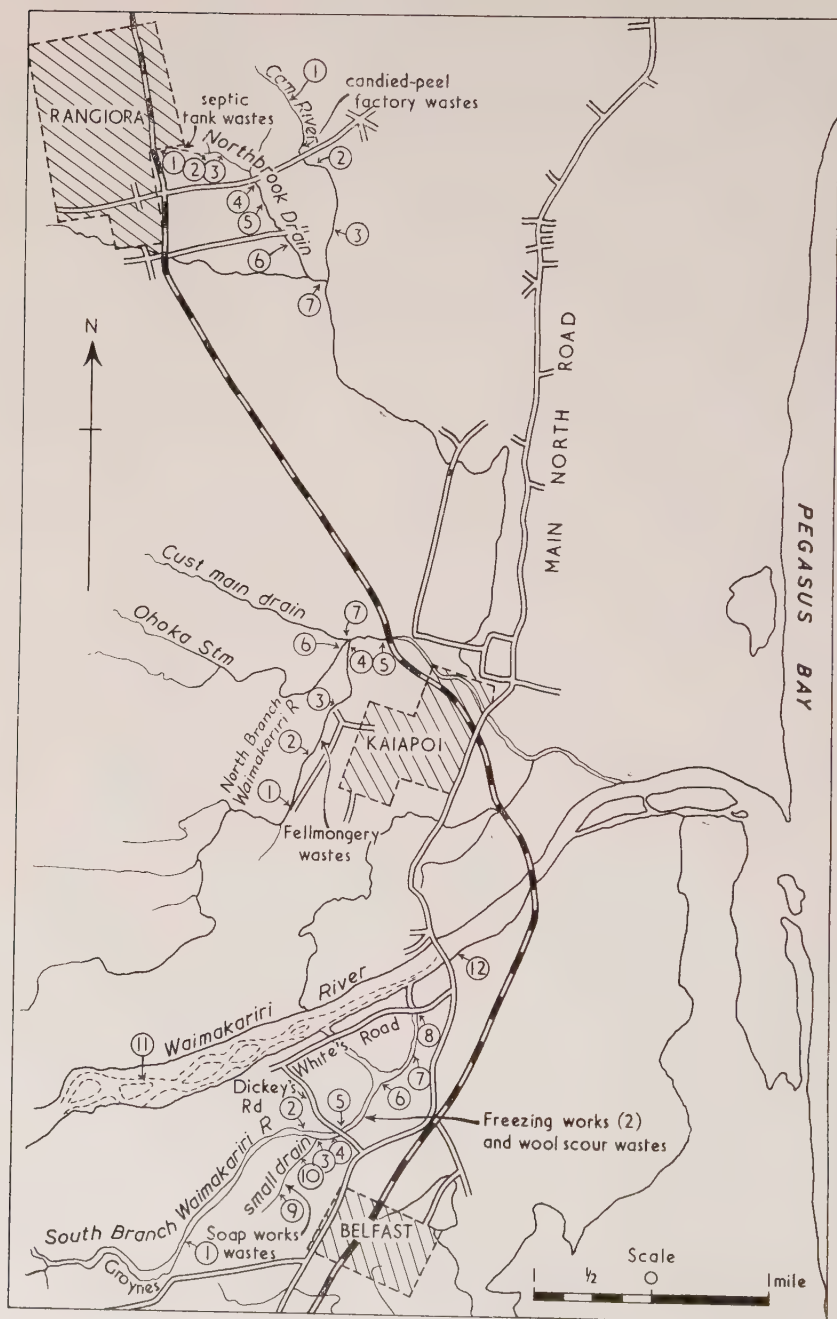 RANGIORA
septic
tank wastes
Cam River
1
candied-peel
factory wastes
Northbrook Drain
1
2
3
2
4
5
3
6
7
N
MAIN NORTH ROAD
PEGASUS BAY
Cust main drain
Ohoka Stm
7
6
4
5
North Branch
Waimakariri R
3
KAIAPOI
2
1
Fellmongery
wastes
Waimakariri River
12
11
White's Road
8
Dickey's
Rd
7
6
2
5
Freezing works (2)
and wool scour wastes
South Branch Waimakariri R
small drain
4
3
10
9
Soap works
wastes
1
BELFAST
Groynes
Scale
1 ½ 0 1 mile